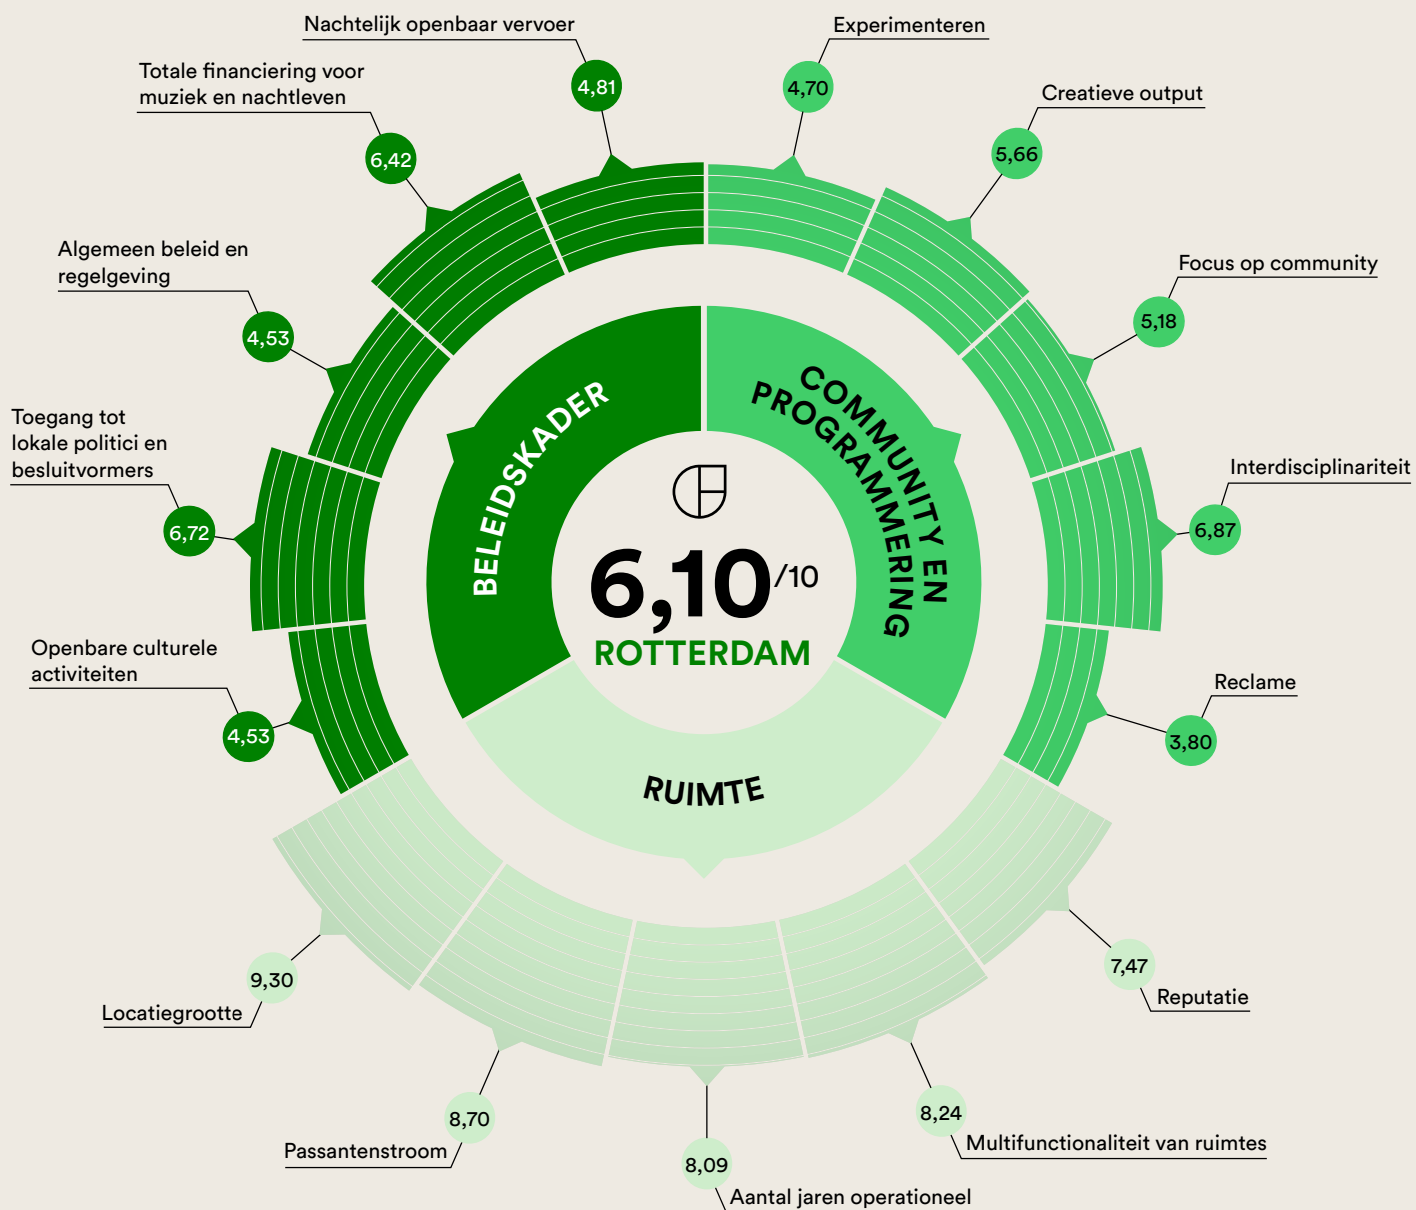 Nachtelijk openbaar vervoer
4,81
Experimenteren
4,70
Totale financiering voor
muziek en nachtleven
6,42
Creatieve output
5,66
Algemeen beleid en
regelgeving
4,53
Focus op community
5,18
Toegang tot
lokale politici en
besluitvormers
6,72
Interdisciplinariteit
6,87
Openbare culturele
activiteiten
4,53
Reclame
3,80
BELEIDSKADER
COMMUNITY EN
PROGRAMMERING
6,10/10
ROTTERDAM
RUIMTE
9,30
Locatiegrootte
7,47
Reputatie
8,70
Passantenstroom
8,24
Multifunctionaliteit van ruimtes
8,09
Aantal jaren operationeel